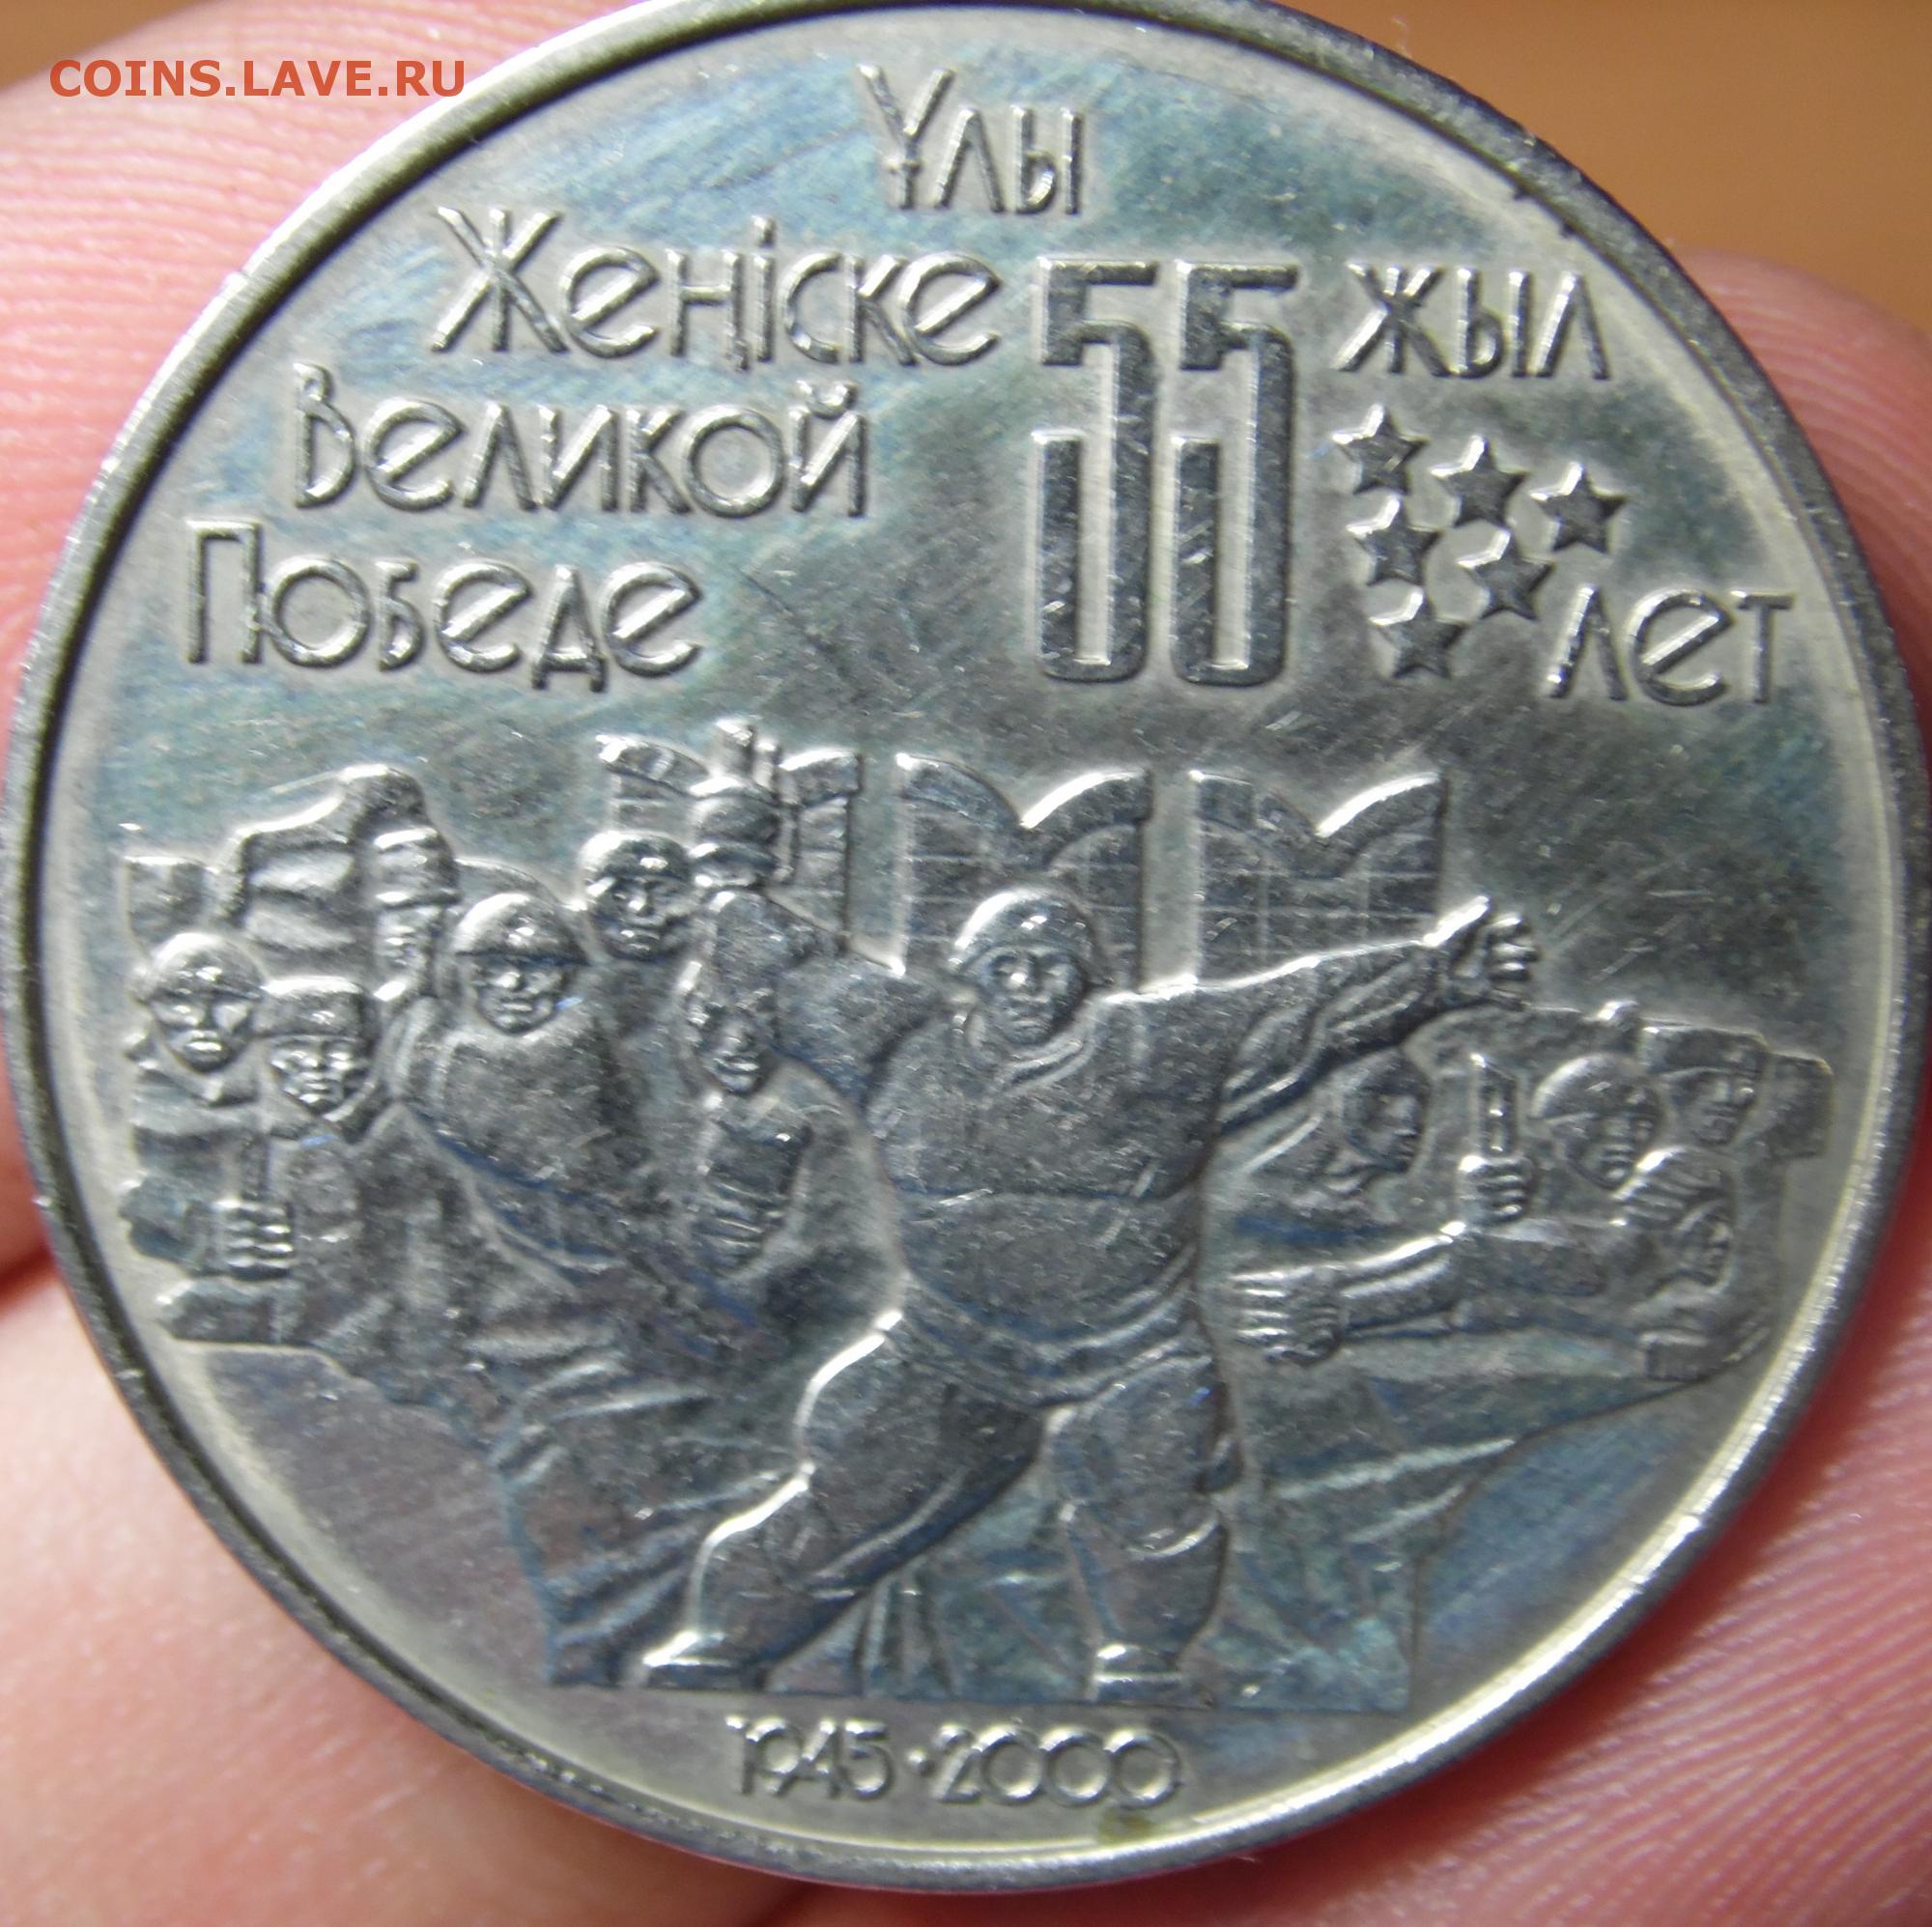 COINS.LAVE.RU
Ұлы
Жеңіске 55 жыл
Великой
Победе лет
1945•2000